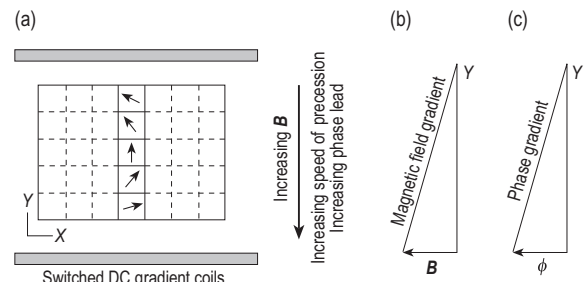 (a)
Y
X
Switched DC gradient coils
Increasing B
Increasing speed of precession
Increasing phase lead
(b)
Y
Magnetic field gradient
B
(c)
Y
Phase gradient
ϕ